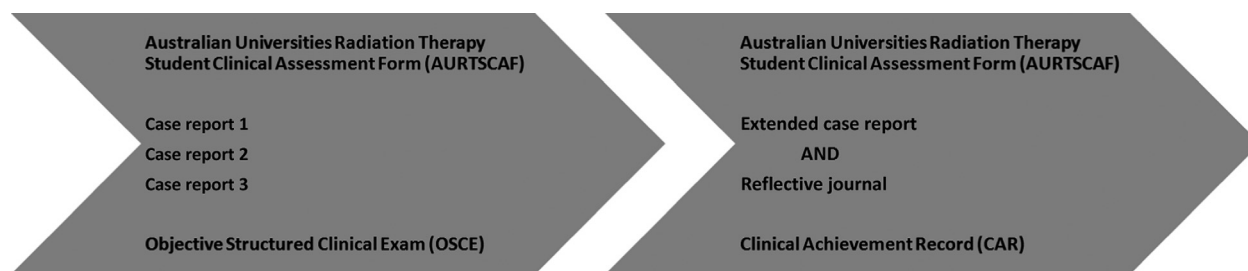 Australian Universities Radiation Therapy
Student Clinical Assessment Form (AURTSCAF)
Case report 1
Case report 2
Case report 3
Objective Structured Clinical Exam (OSCE)
Australian Universities Radiation Therapy
Student Clinical Assessment Form (AURTSCAF)
Extended case report
AND
Reflective journal
Clinical Achievement Record (CAR)